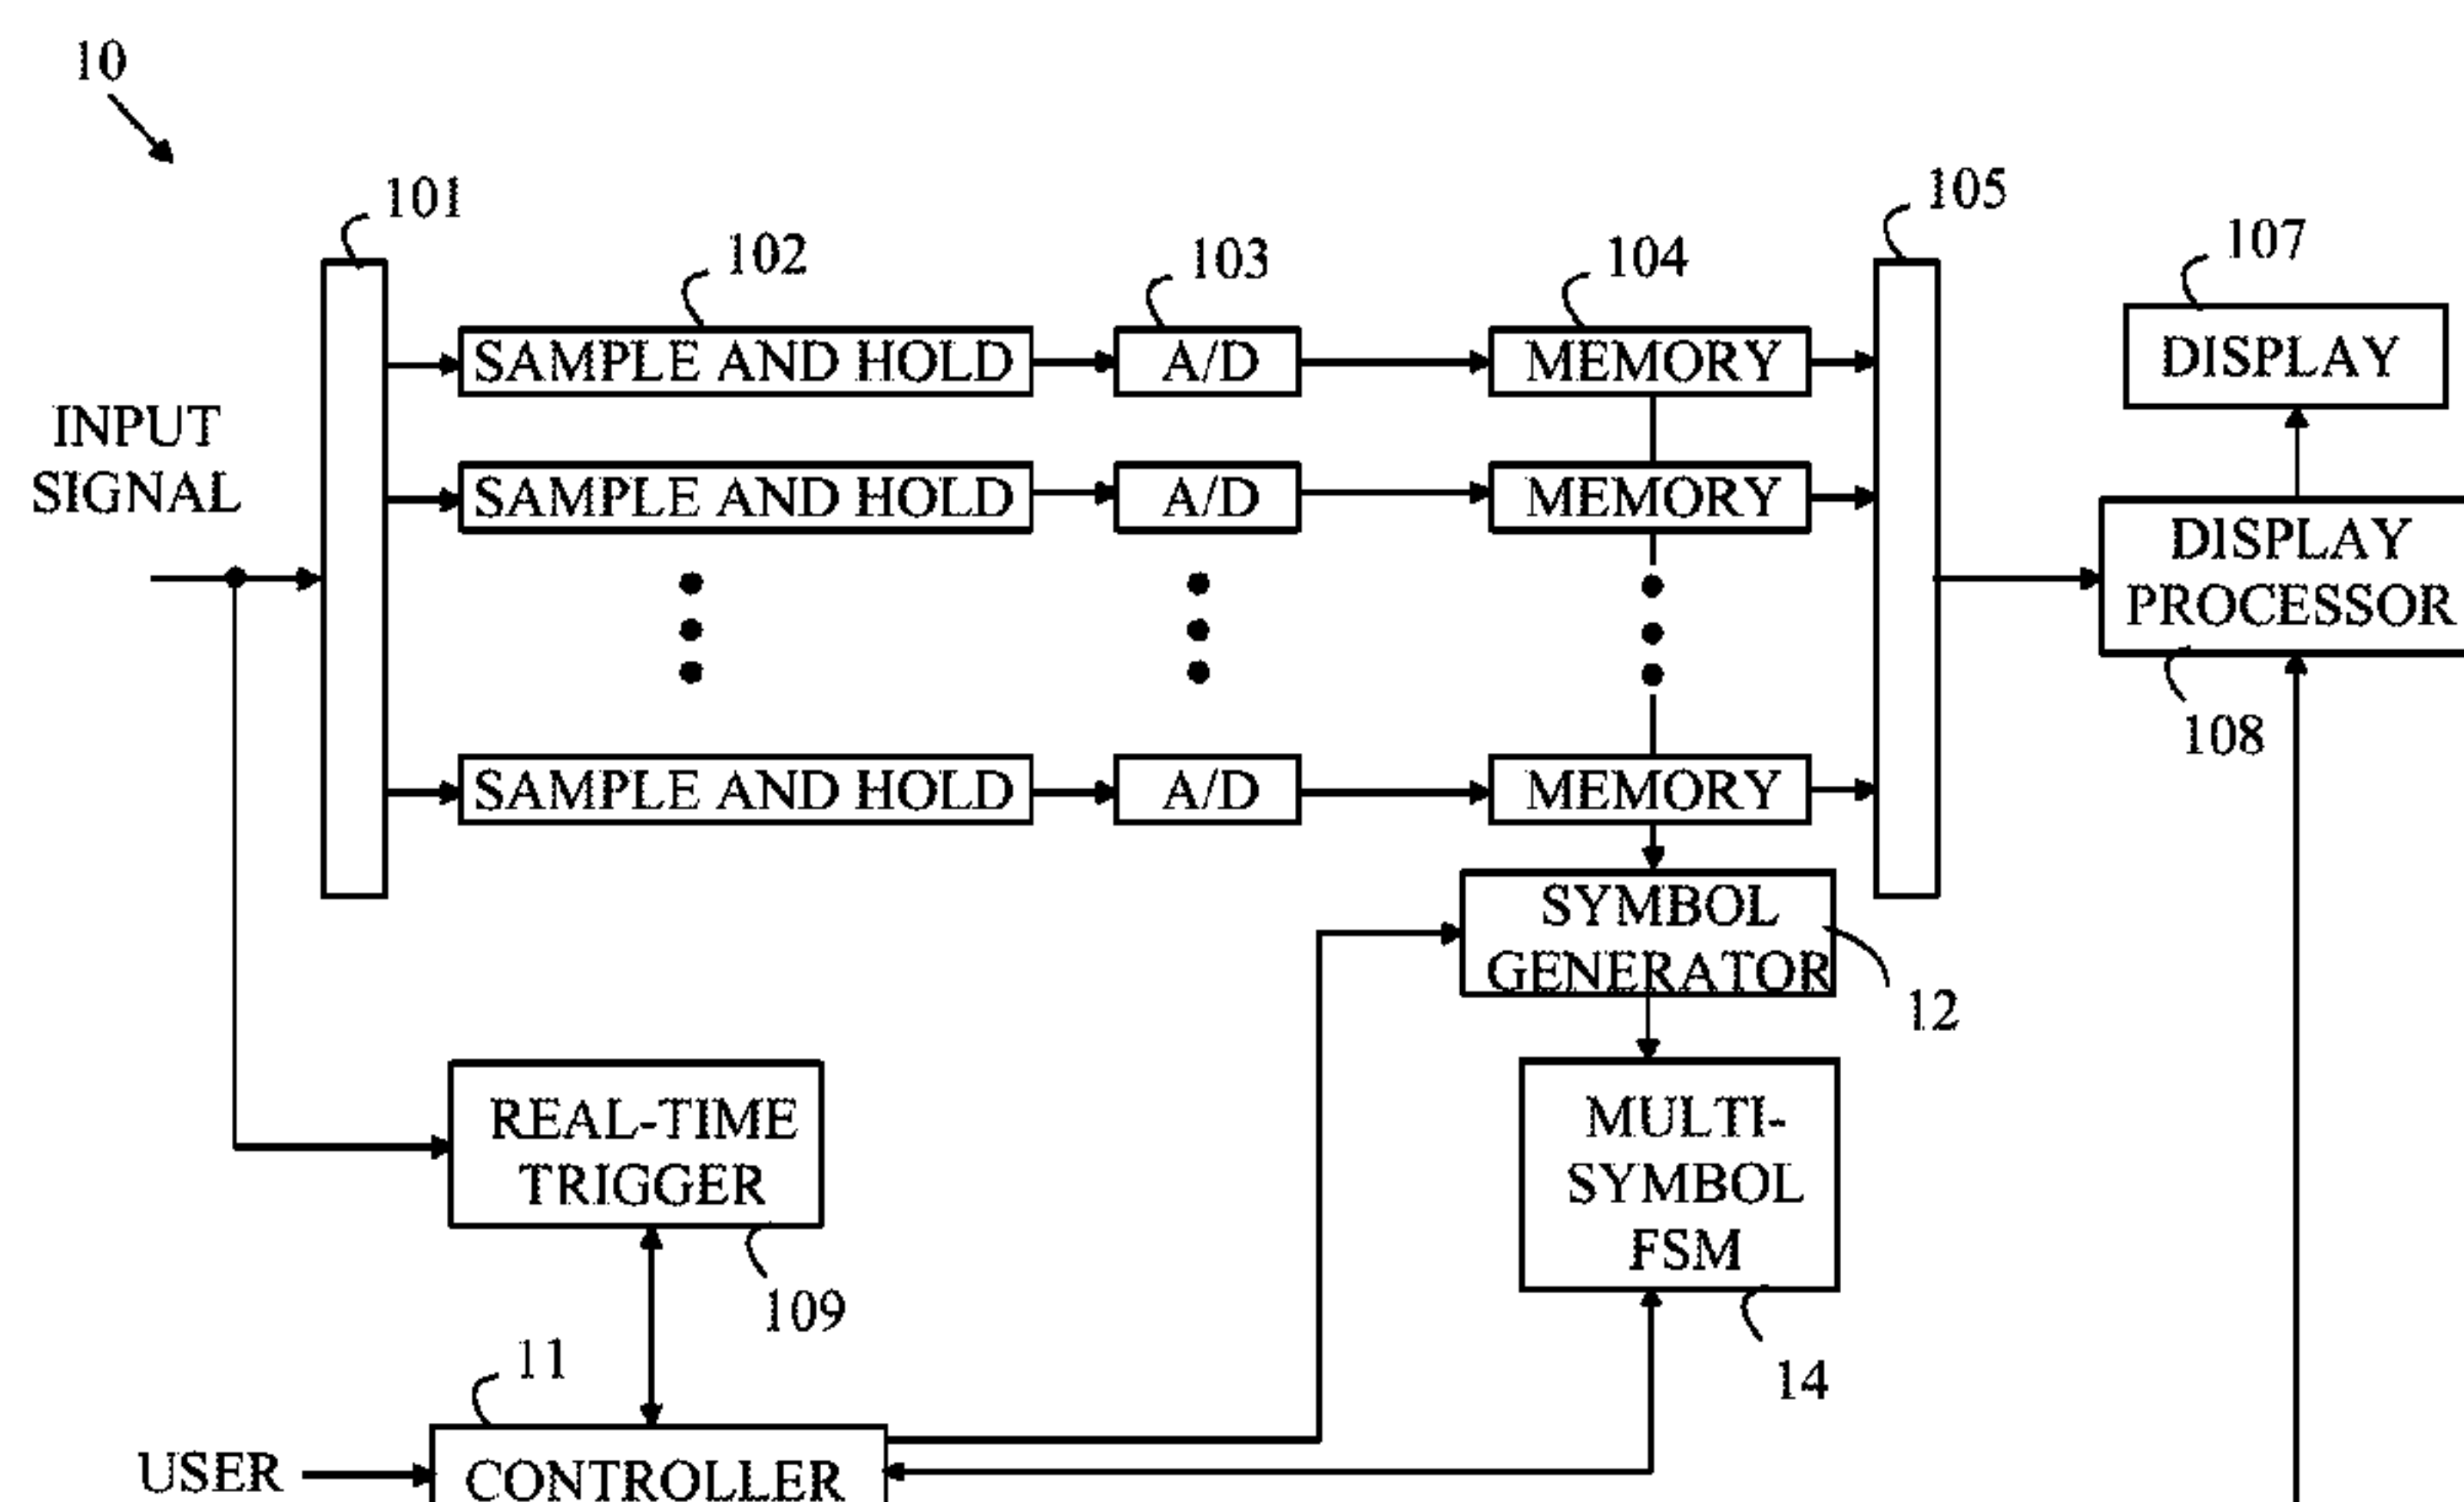 10
101
102
103
104
105
107
SAMPLE AND HOLD
A/D
MEMORY
DISPLAY
INPUT
SIGNAL
SAMPLE AND HOLD
A/D
MEMORY
DISPLAY
PROCESSOR
108
SAMPLE AND HOLD
A/D
MEMORY
SYMBOL
GENERATOR
12
REAL-TIME
TRIGGER
109
MULTI-
SYMBOL
FSM
14
11
USER
CONTROLLER